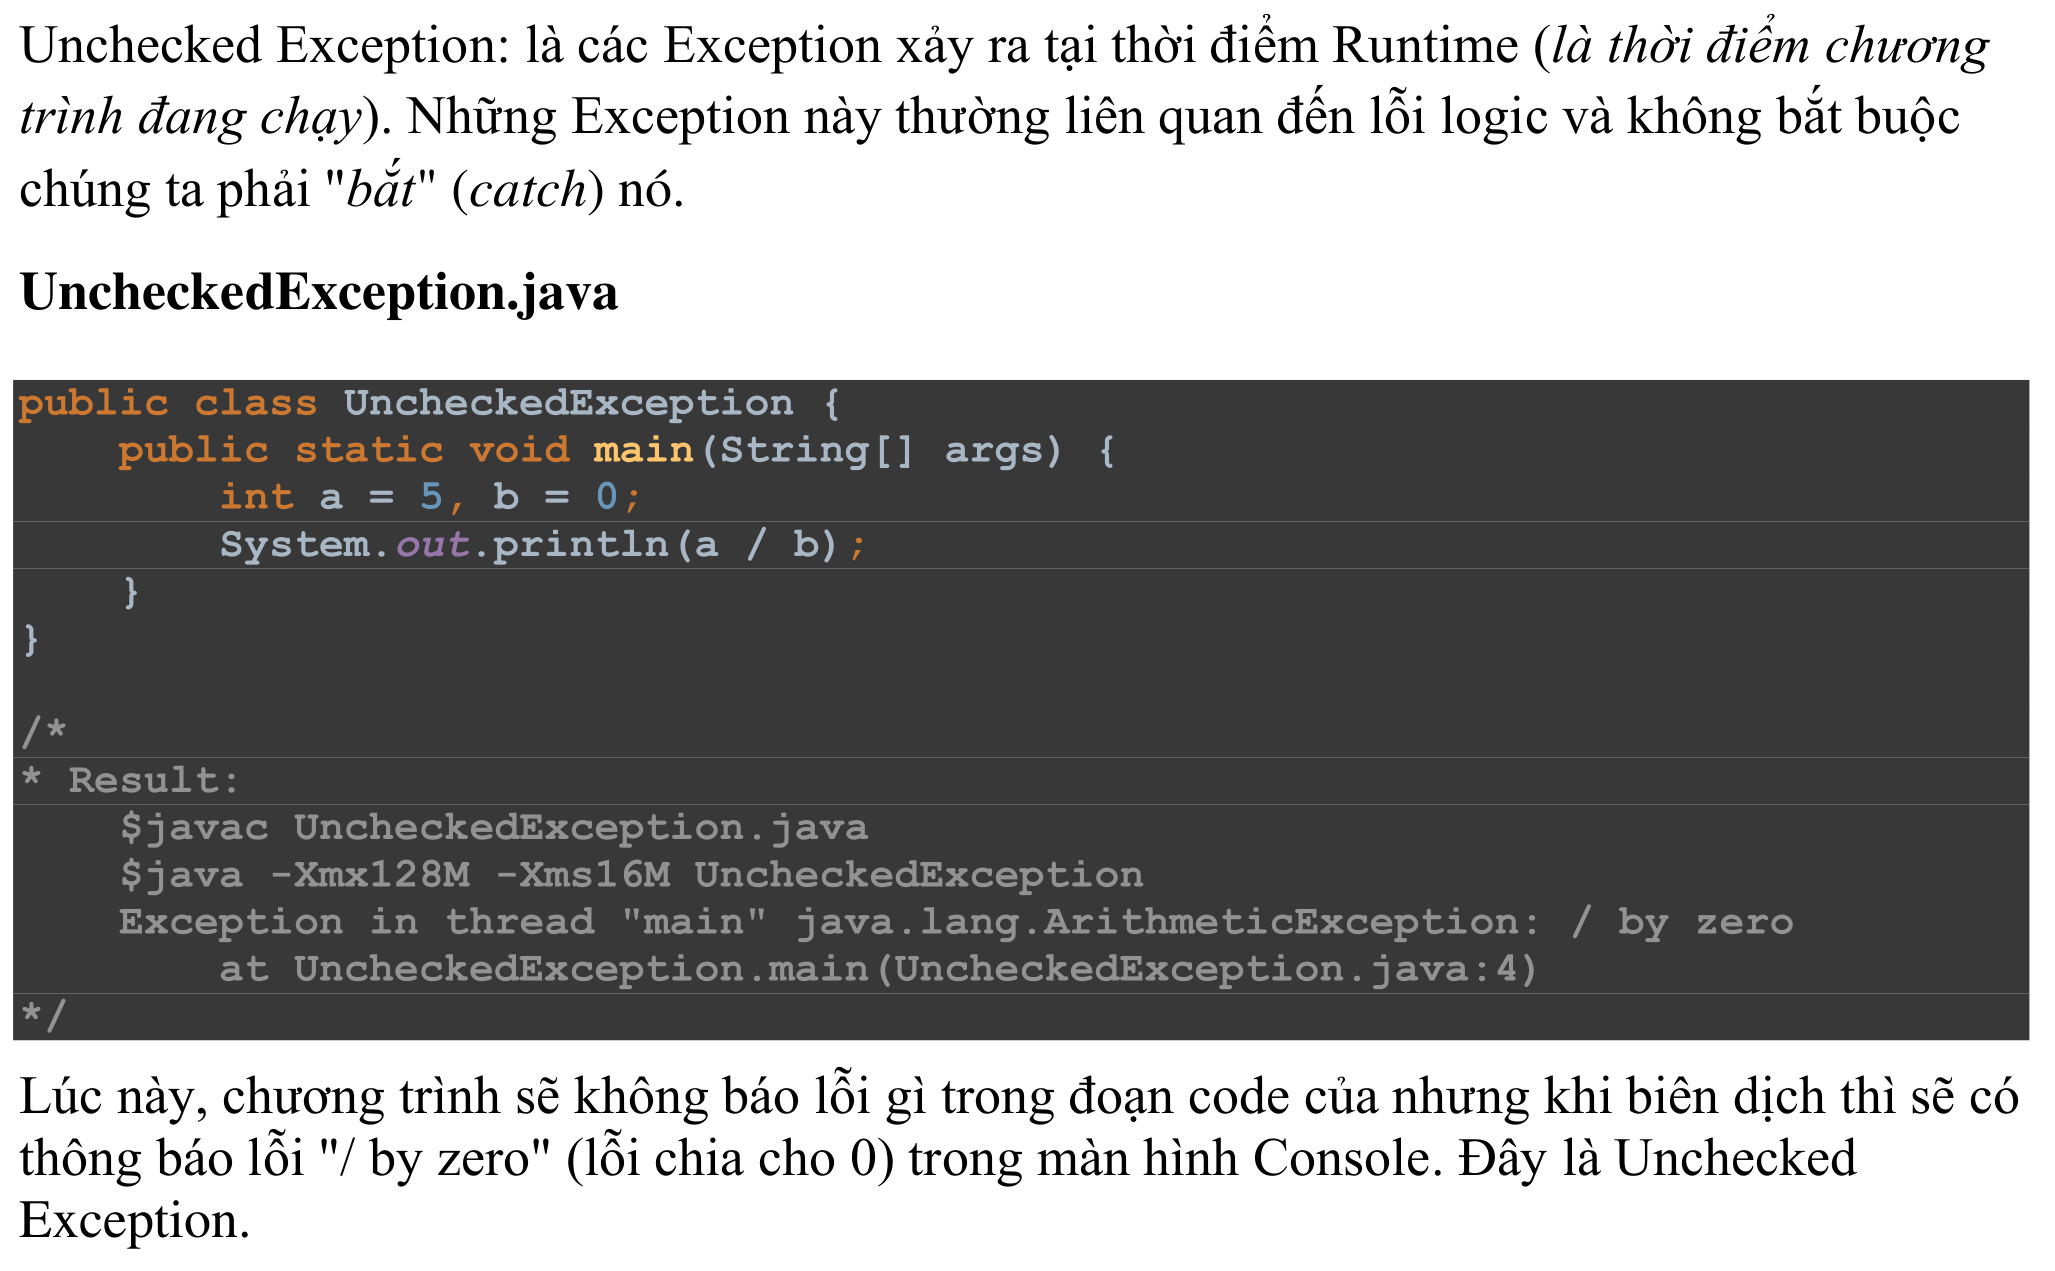 Unchecked Exception: là các Exception xảy ra tại thời điểm Runtime (là thời điểm chương
trình đang chạy). Những Exception này thường liên quan đến lỗi logic và không bắt buộc
chúng ta phải "bắt" (catch) nó.
UncheckedException.java
public class UncheckedException {
    public static void main(String[] args) {
        int a = 5, b = 0;
        System.out.println(a / b);
    }
}
/*
* Result:
    $javac UncheckedException.java
    $java -Xmx128M -Xms16M UncheckedException
    Exception in thread "main" java.lang.ArithmeticException: / by zero
        at UncheckedException.main(UncheckedException.java:4)
*/
Lúc này, chương trình sẽ không báo lỗi gì trong đoạn code của nhưng khi biên dịch thì sẽ có
thông báo lỗi "/ by zero" (lỗi chia cho 0) trong màn hình Console. Đây là Unchecked
Exception.